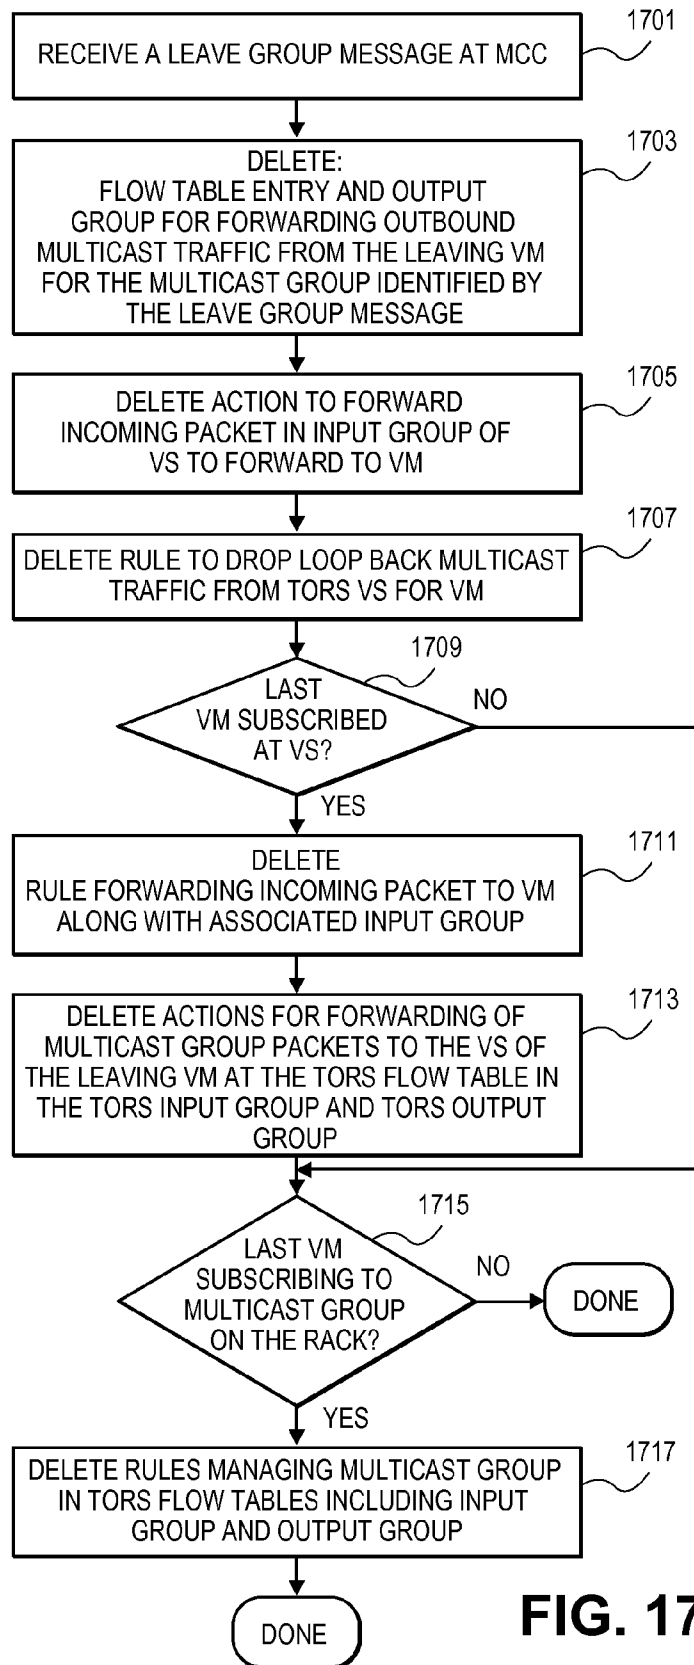 1701
RECEIVE A LEAVE GROUP MESSAGE AT MCC
1703
DELETE:
FLOW TABLE ENTRY AND OUTPUT
GROUP FOR FORWARDING OUTBOUND
MULTICAST TRAFFIC FROM THE LEAVING VM
FOR THE MULTICAST GROUP IDENTIFIED BY
THE LEAVE GROUP MESSAGE
1705
DELETE ACTION TO FORWARD
INCOMING PACKET IN INPUT GROUP OF
VS TO FORWARD TO VM
1707
DELETE RULE TO DROP LOOP BACK MULTICAST
TRAFFIC FROM TORS VS FOR VM
1709
LAST
VM SUBSCRIBED
AT VS?
NO
YES
1711
DELETE
RULE FORWARDING INCOMING PACKET TO VM
ALONG WITH ASSOCIATED INPUT GROUP
1713
DELETE ACTIONS FOR FORWARDING OF
MULTICAST GROUP PACKETS TO THE VS OF
THE LEAVING VM AT THE TORS FLOW TABLE IN
THE TORS INPUT GROUP AND TORS OUTPUT
GROUP
1715
LAST VM
SUBSCRIBING TO
MULTICAST GROUP
ON THE RACK?
NO
DONE
YES
1717
DELETE RULES MANAGING MULTICAST GROUP
IN TORS FLOW TABLES INCLUDING INPUT
GROUP AND OUTPUT GROUP
DONE
FIG. 17